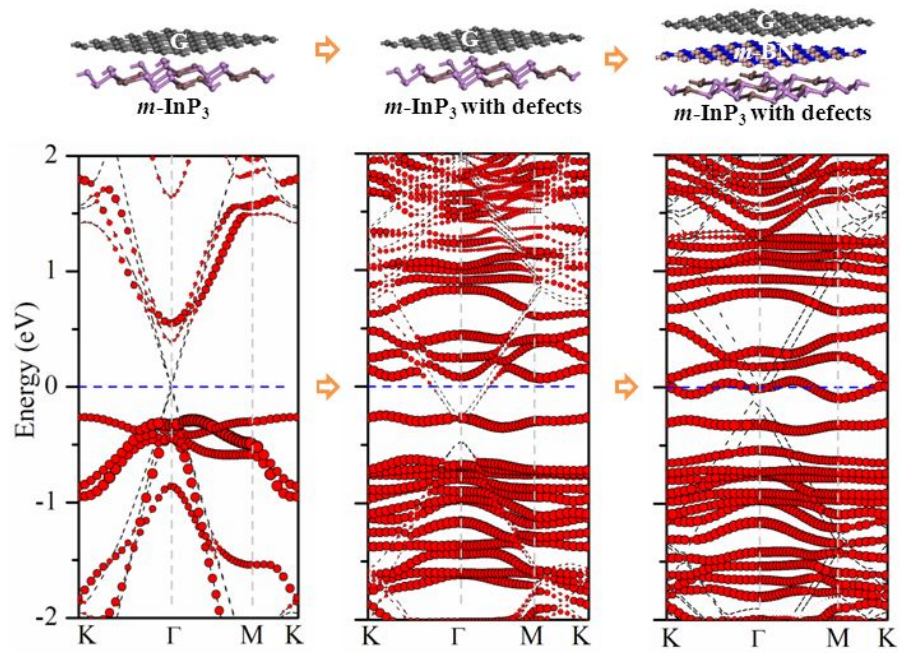 G
m-InP₃
G
m-InP₃ with defects
G
m-BN
m-InP₃ with defects
Energy (eV)
2
1
0
-1
-2
K Γ M K
K Γ M K
K Γ M K